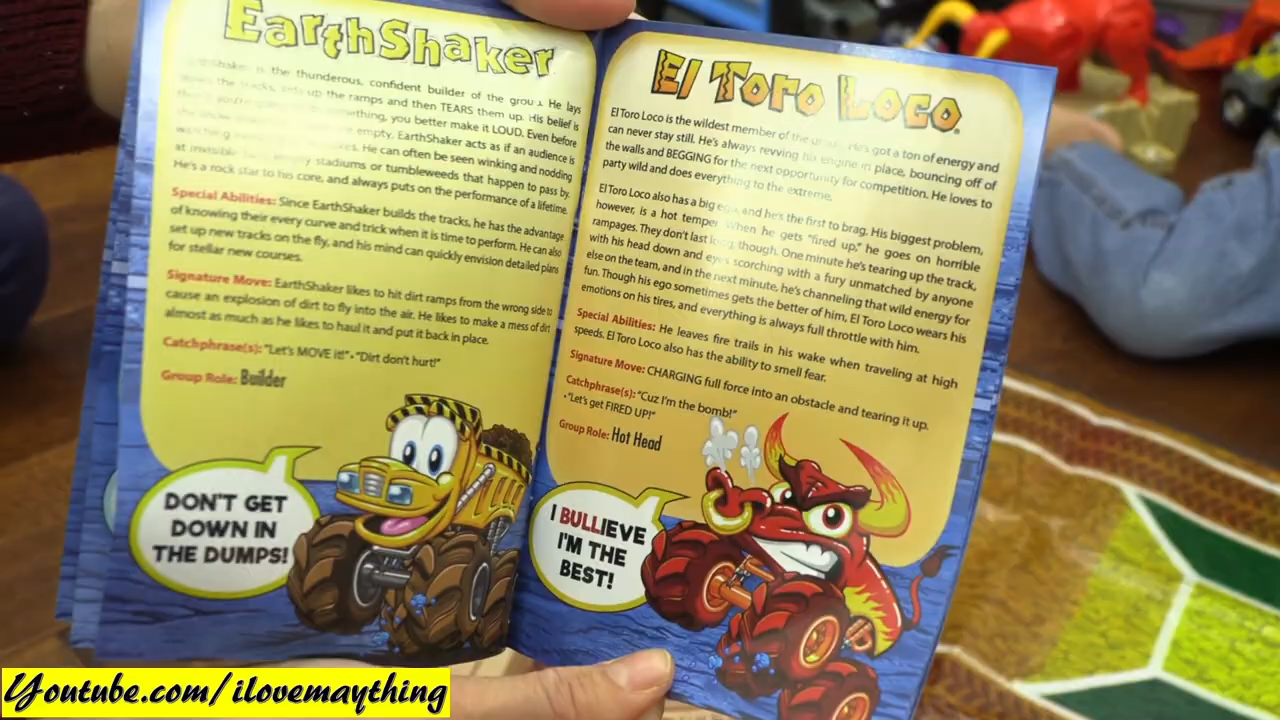 EarthShaker
is the thunderous, confident builder of the group. He lays
the tracks, sets up the ramps and then TEARS them up. His belief is
you better make it LOUD. Even before
empty. EarthShaker acts as if an audience is
He can often be seen winking and nodding
at invisible stadiums or tumbleweeds that happen to pass by.
He's a rock star to his core, and always puts on the performance of a lifetime.
Special Abilities: Since EarthShaker builds the tracks, he has the advantage
of knowing their every curve and trick when it is time to perform. He can also
set up new tracks on the fly, and his mind can quickly envision detailed plans
for stellar new courses.
Signature Move: EarthShaker likes to hit dirt ramps from the wrong side to
cause an explosion of dirt to fly into the air. He likes to make a mess of dirt
almost as much as he likes to haul it and put it back in place.
Catchphrase(s): "Let's MOVE it!" • "Dirt don't hurt!"
Group Role: Builder
DON'T GET
DOWN IN
THE DUMPS!
El Toro Loco
El Toro Loco is the wildest member of the He's got a ton of energy and
can never stay still. He's always revving his engine in place, bouncing off of
the walls and BEGGING for the next opportunity for competition. He loves to
party wild and does everything to the extreme.
El Toro Loco also has a big ego, and he's the first to brag. His biggest problem,
however, is a hot temper. When he gets "fired up," he goes on horrible
rampages. They don't last long, though. One minute he's tearing up the track,
with his head down and eyes scorching with a fury unmatched by anyone
else on the team, and in the next minute, he's channeling that wild energy for
fun. Though his ego sometimes gets the better of him, El Toro Loco wears his
emotions on his tires, and everything is always full throttle with him.
Special Abilities: He leaves fire trails in his wake when traveling at high
speeds. El Toro Loco also has the ability to smell fear.
Signature Move: CHARGING full force into an obstacle and tearing it up.
Catchphrase(s): "Cuz I'm the bomb!"
• "Let's get FIRED UP!"
Group Role: Hot Head
I BULLIEVE
I'M THE
BEST!
Youtube.com/ilovemaything